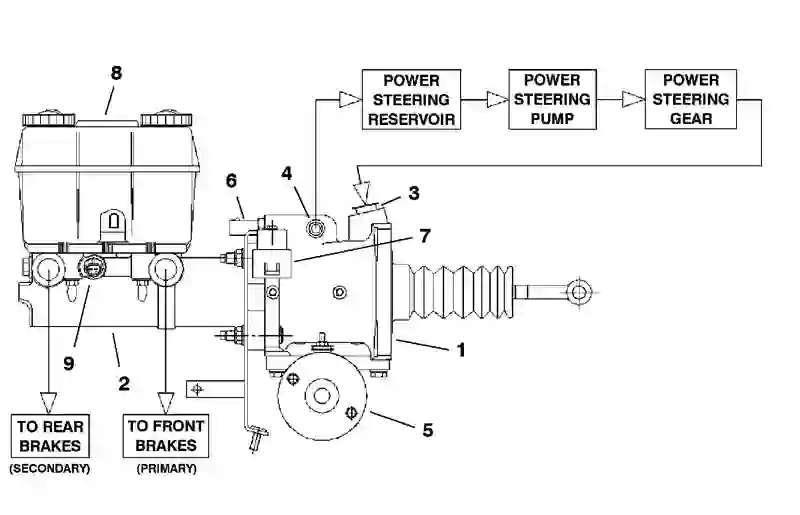 8
POWER
STEERING
RESERVOIR
POWER
STEERING
PUMP
POWER
STEERING
GEAR
6
4
3
7
9
2
1
5
TO REAR
BRAKES
(SECONDARY)
TO FRONT
BRAKES
(PRIMARY)